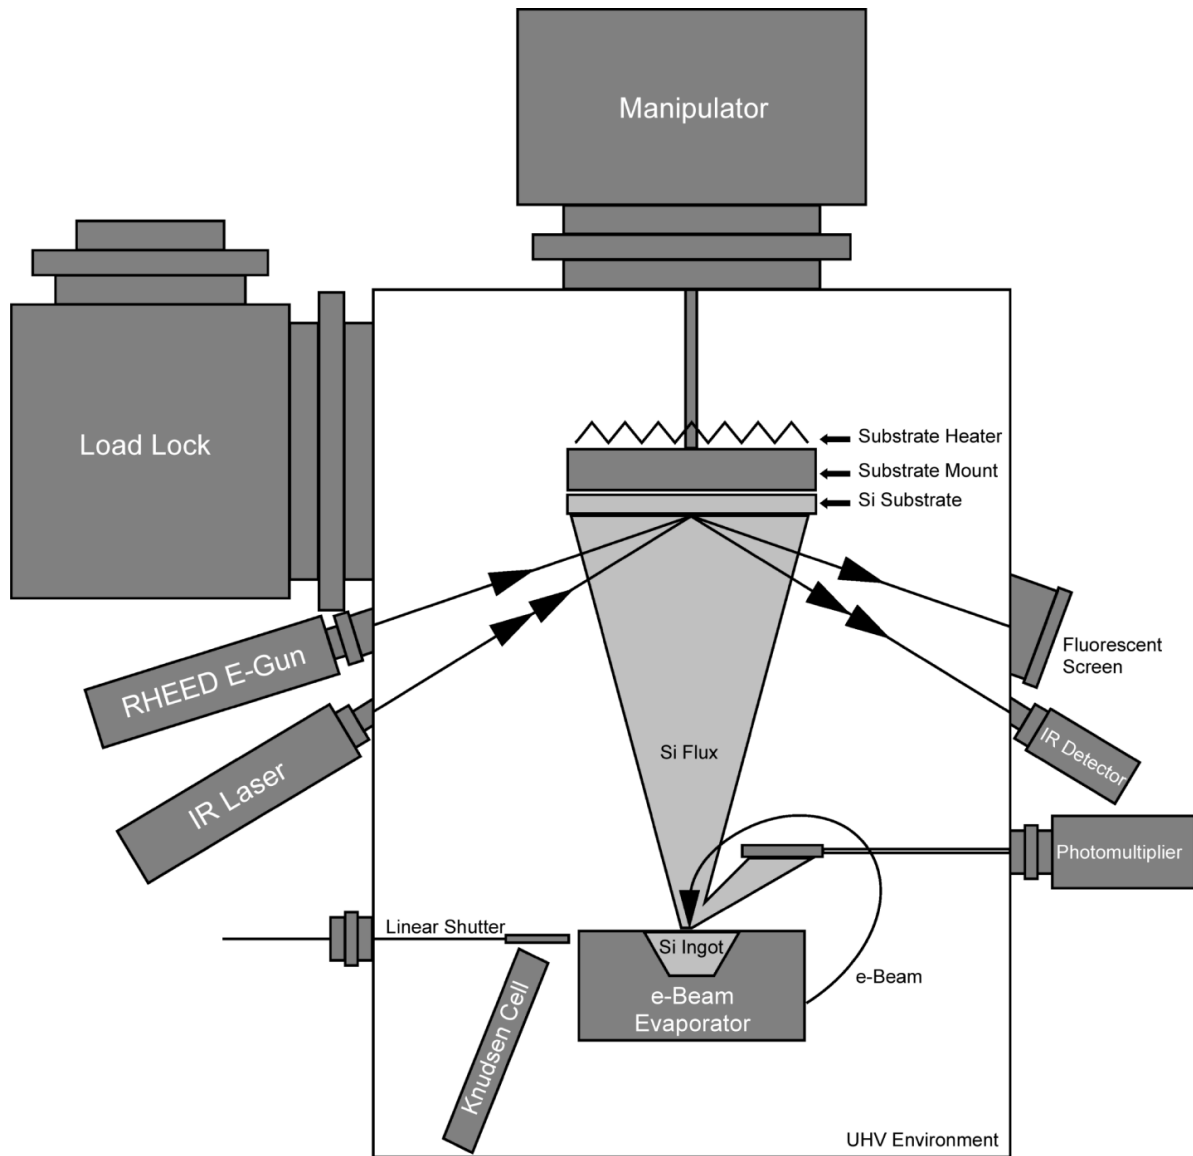 Manipulator
Load Lock
Substrate Heater
Substrate Mount
Si Substrate
RHEED E-Gun
Fluorescent
Screen
IR Laser
IR Detector
Si Flux
Photomultiplier
Linear Shutter
Si Ingot
e-Beam
e-Beam
Evaporator
Knudsen Cell
UHV Environment